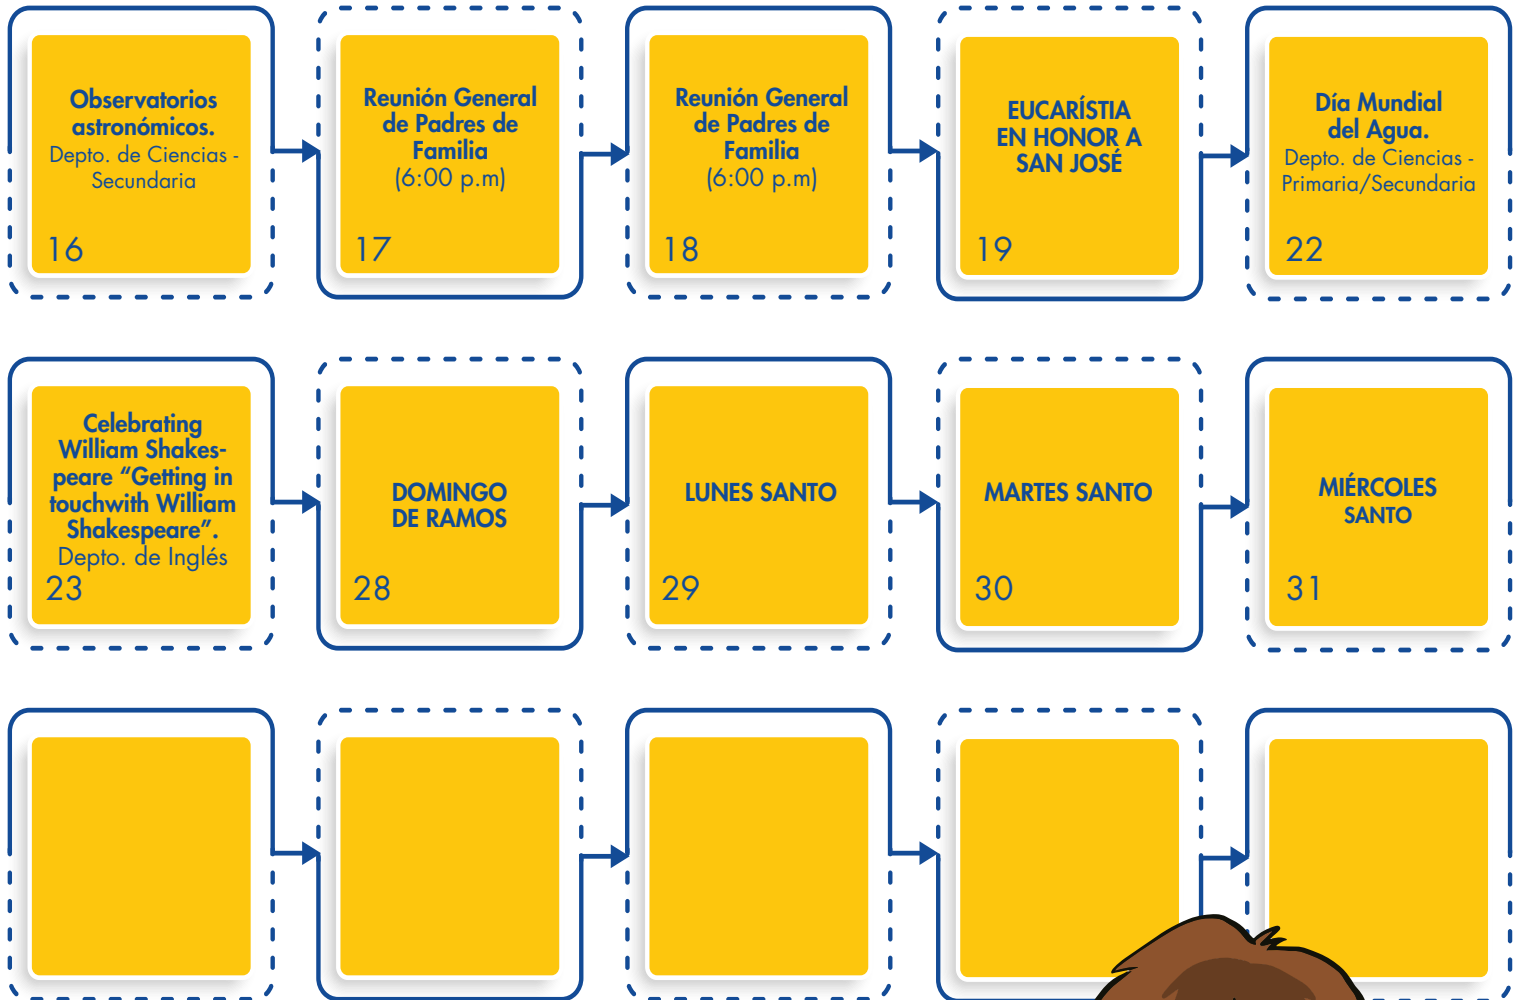 Observatorios
astronómicos.
Depto. de Ciencias -
Secundaria
16
Reunión General
de Padres de
Familia
(6:00 p.m)
17
Reunión General
de Padres de
Familia
(6:00 p.m)
18
EUCARÍSTIA
EN HONOR A
SAN JOSÉ
19
Día Mundial
del Agua.
Depto. de Ciencias -
Primaria/Secundaria
22
Celebrating
William Shakes-
peare “Getting in
touchwith William
Shakespeare”.
Depto. de Inglés
23
DOMINGO
DE RAMOS
28
LUNES SANTO
29
MARTES SANTO
30
MIÉRCOLES
SANTO
31